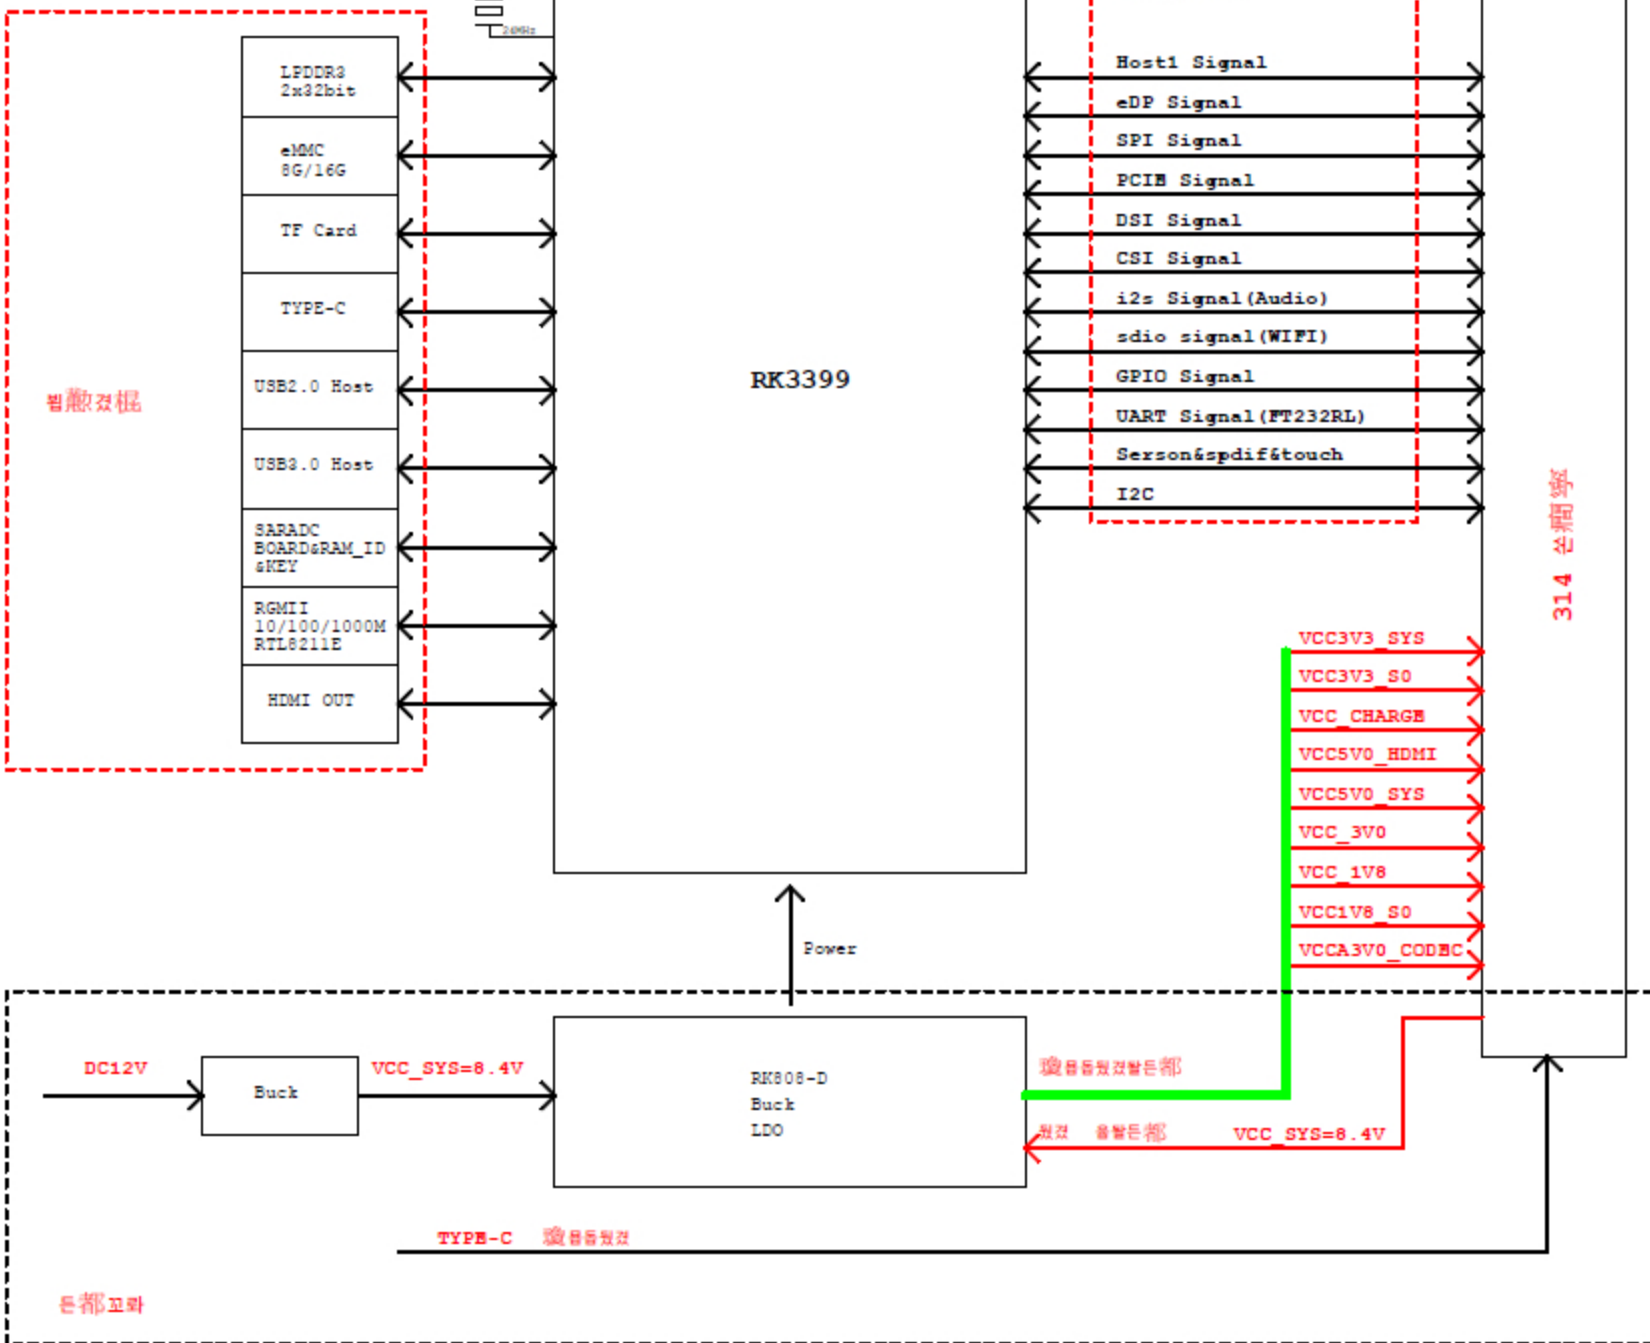 24MHz
LPDDR3
2x32bit
eMMC
8G/16G
TF Card
TYPE-C
USB2.0 Host
USB3.0 Host
SARADC
BOARD&RAM_ID
&KEY
RGMII
10/100/1000M
RTL8211E
HDMI OUT
RK3399
Host1 Signal
eDP Signal
SPI Signal
PCIE Signal
DSI Signal
CSI Signal
i2s Signal(Audio)
sdio signal(WIFI)
GPIO Signal
UART Signal(FT232RL)
Serson&spdif&touch
I2C
314
VCC3V3_SYS
VCC3V3_S0
VCC_CHARGE
VCC5V0_HDMI
VCC5V0_SYS
VCC_3V0
VCC_1V8
VCC1V8_S0
VCCA3V0_CODEC
Power
DC12V
Buck
VCC_SYS=8.4V
RK808-D
Buck
LDO
VCC_SYS=8.4V
TYPE-C